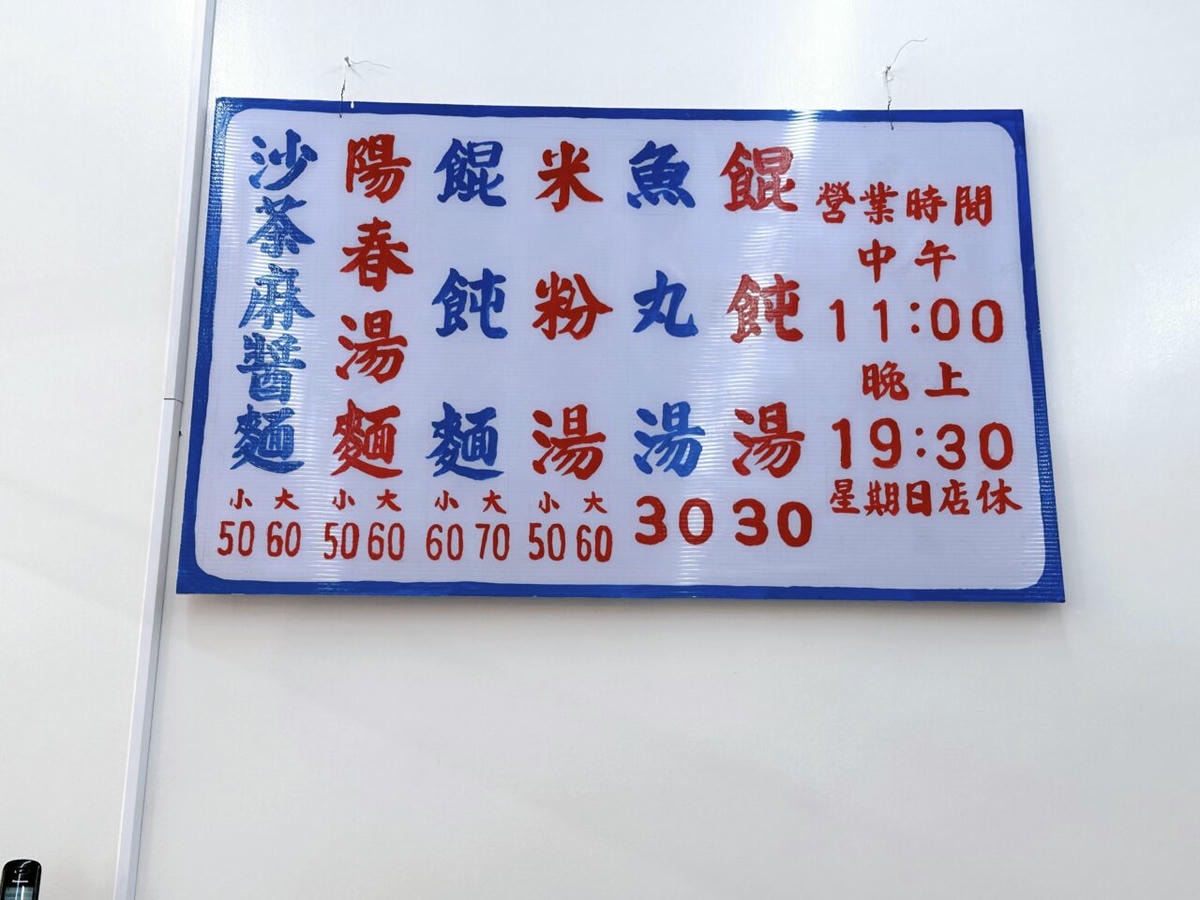 沙茶麻醬麵
小 大
50 60
陽春湯麵
小 大
50 60
餛飩麵
小 大
60 70
米粉湯
小 大
50 60
魚丸湯
30
餛飩湯
30
營業時間
中午
11:00
晚上
19:30
星期日店休